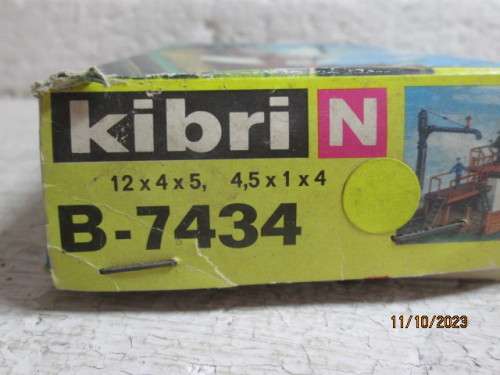 kibri N
12 x 4 x 5, 4,5 x 1 x 4
B-7434
11/10/2023